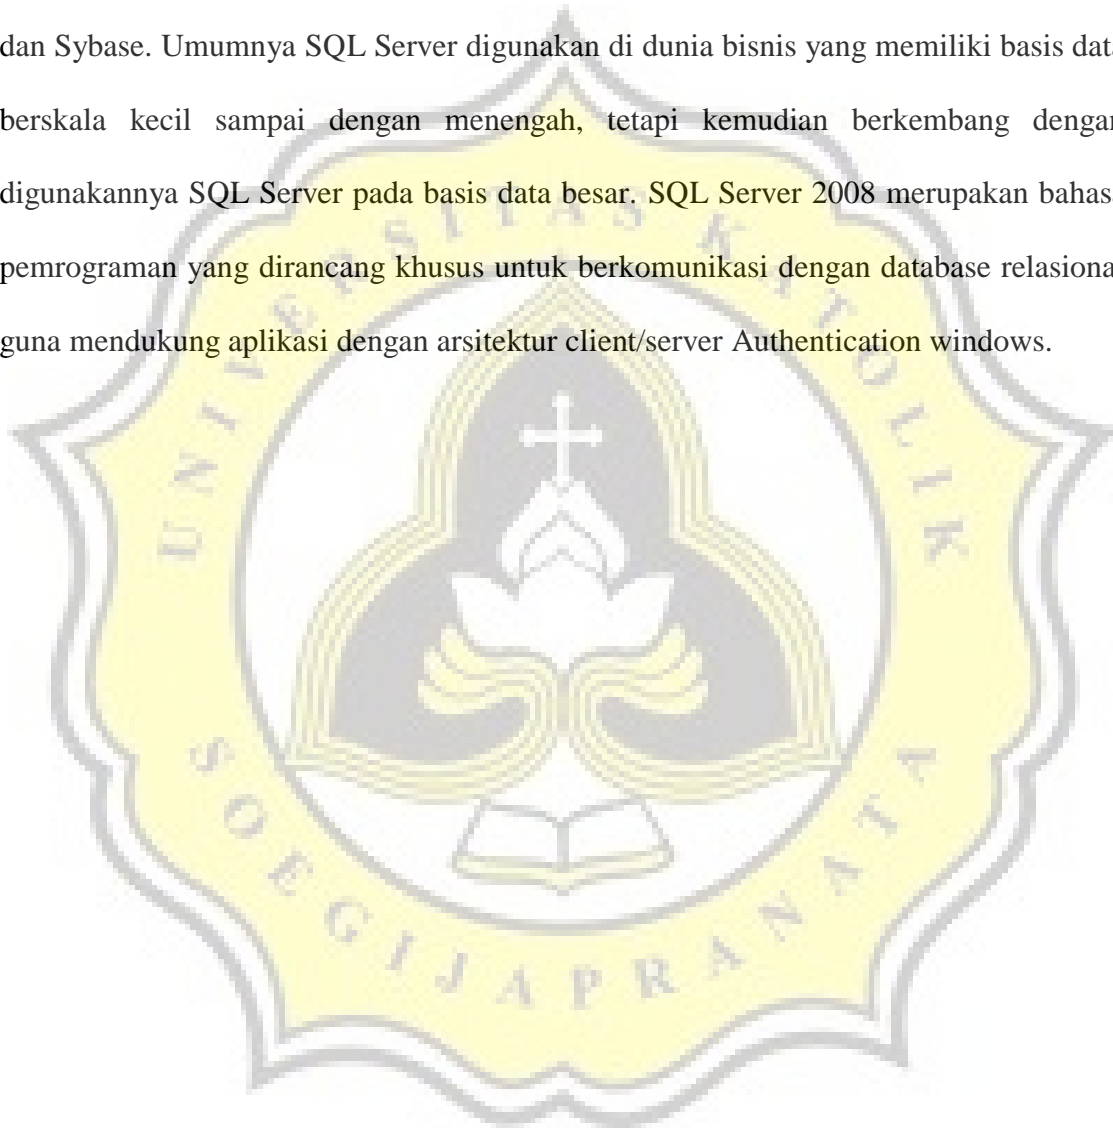 dan Sybase. Umumnya SQL Server digunakan di dunia bisnis yang memiliki basis data
berskala kecil sampai dengan menengah, tetapi kemudian berkembang dengan
digunakannya SQL Server pada basis data besar. SQL Server 2008 merupakan bahasa
pemrograman yang dirancang khusus untuk berkomunikasi dengan database relasional
guna mendukung aplikasi dengan arsitektur client/server Authentication windows.
UNIVERSITAS KATOLIK
SOEGIJAPRANATA